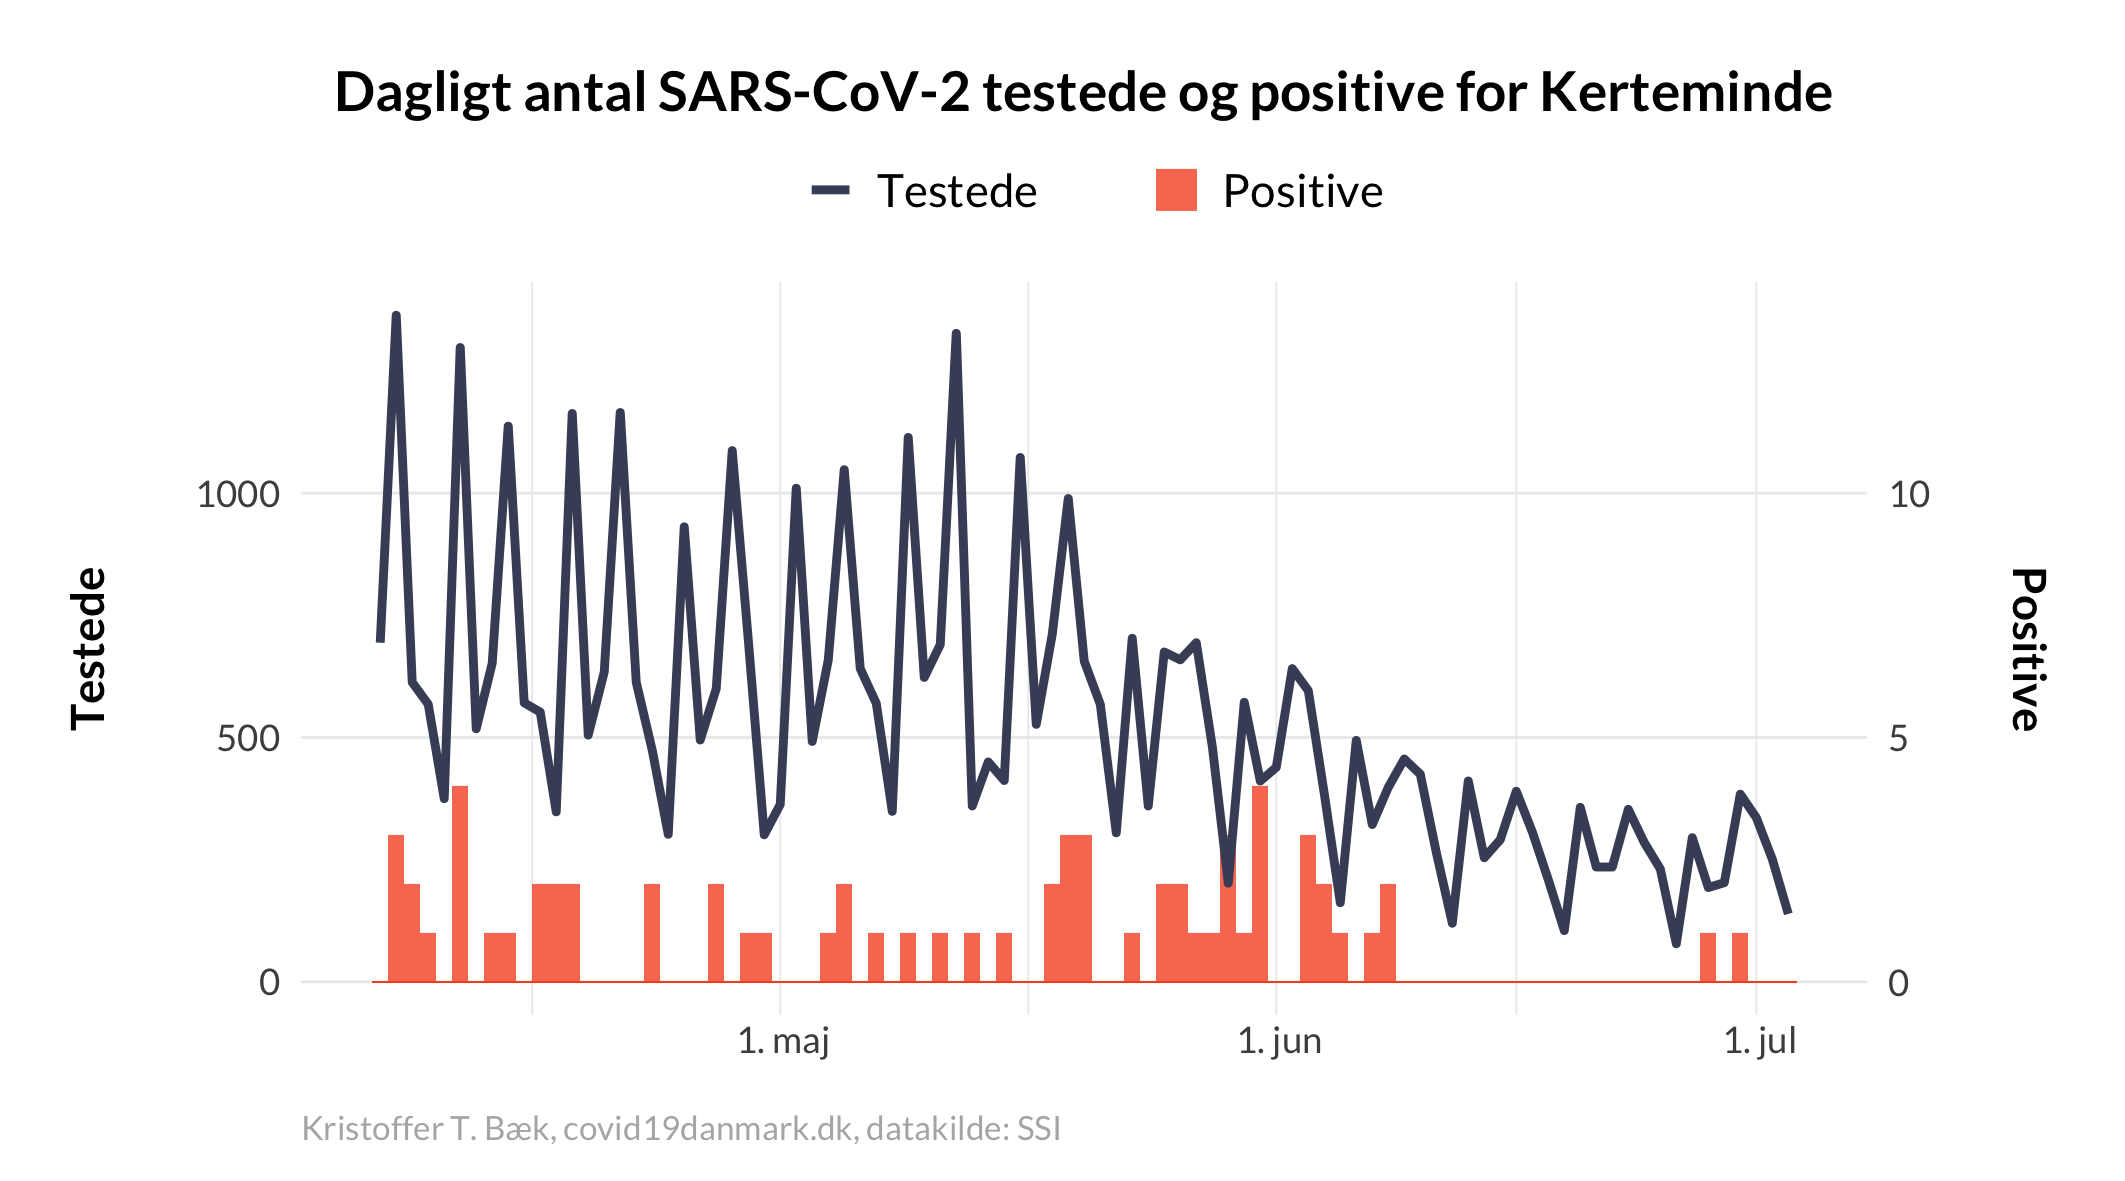 Dagligt antal SARS-CoV-2 testede og positive for Kerteminde
Testede
Positive
1000
500
0
10
5
0
Testede
Positive
1. maj
1. jun
1. jul
Kristoffer T. Bæk, covid19danmark.dk, datakilde: SSI